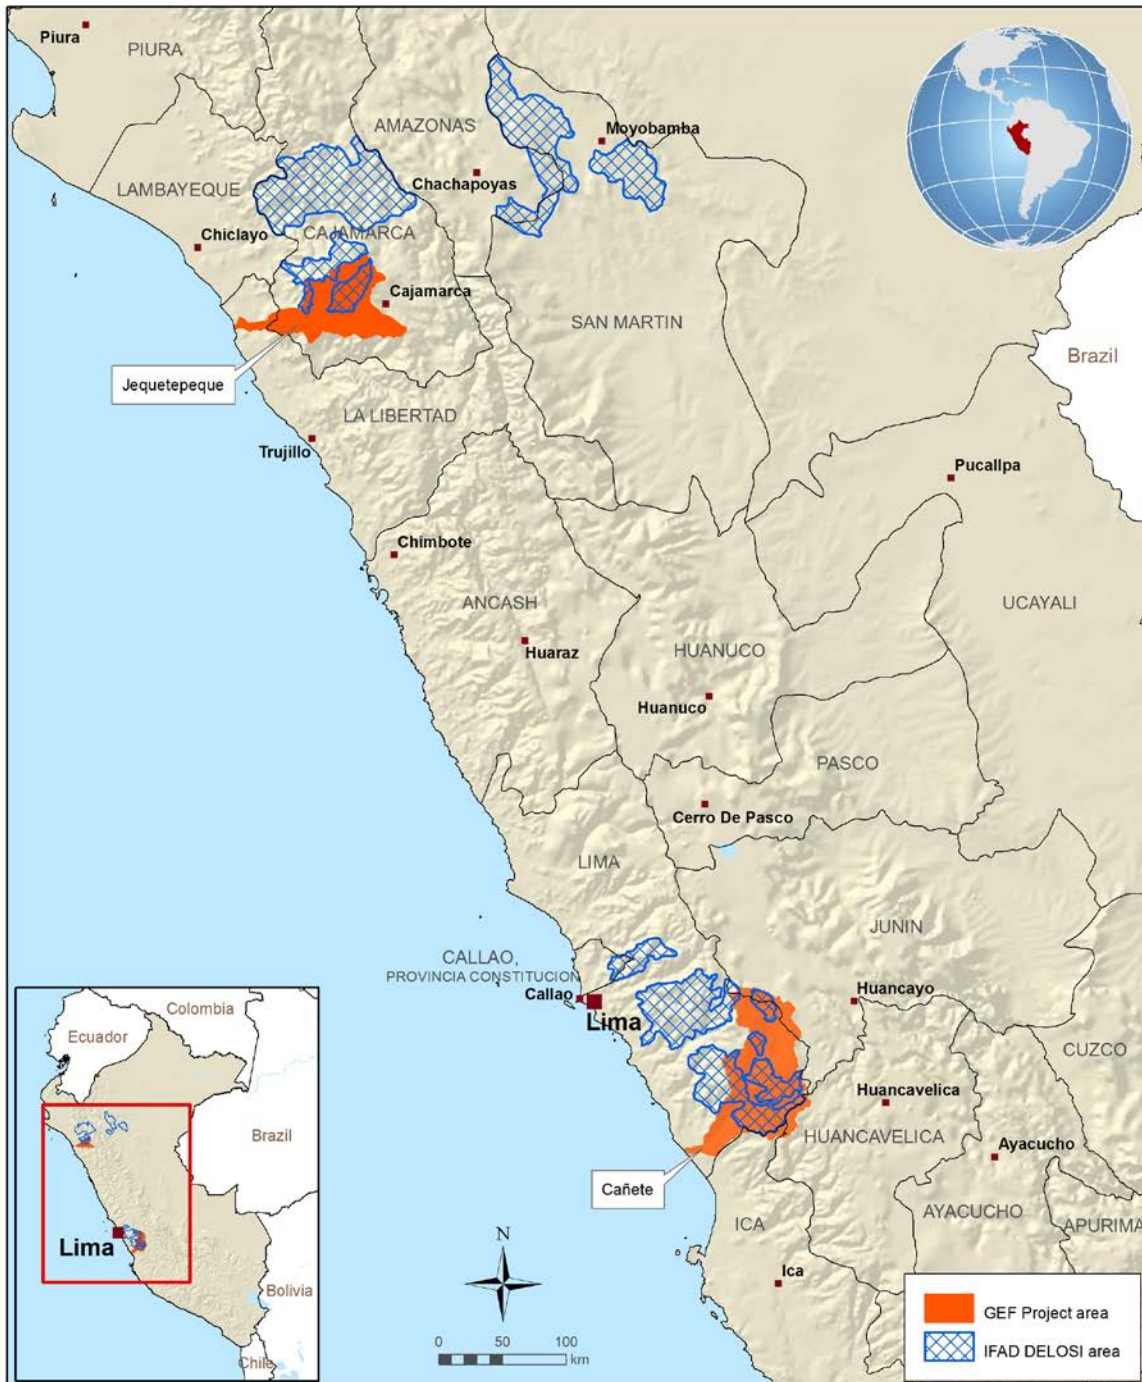 Piura
PIURA
AMAZONAS
Moyobamba
Chachapoyas
LAMBAYEQUE
CAJAMARCA
Chiclayo
Cajamarca
SAN MARTIN
Brazil
Jequetepeque
LA LIBERTAD
Trujillo
Pucallpa
Chimbote
ANCASH
UCAYALI
Huaraz
HUANUCO
Huanuco
PASCO
Cerro De Pasco
LIMA
JUNIN
CALLAO,
PROVINCIA CONSTITUCION
Callao
Lima
Huancayo
CUZCO
Huancavelica
HUANCAVELICA
Ayacucho
Cañete
AYACUCHO
APURIMA
ICA
Ica
Colombia
Ecuador
Brazil
Lima
Bolivia
Chile
N
0 50 100
km
GEF Project area
IFAD DELOSI area